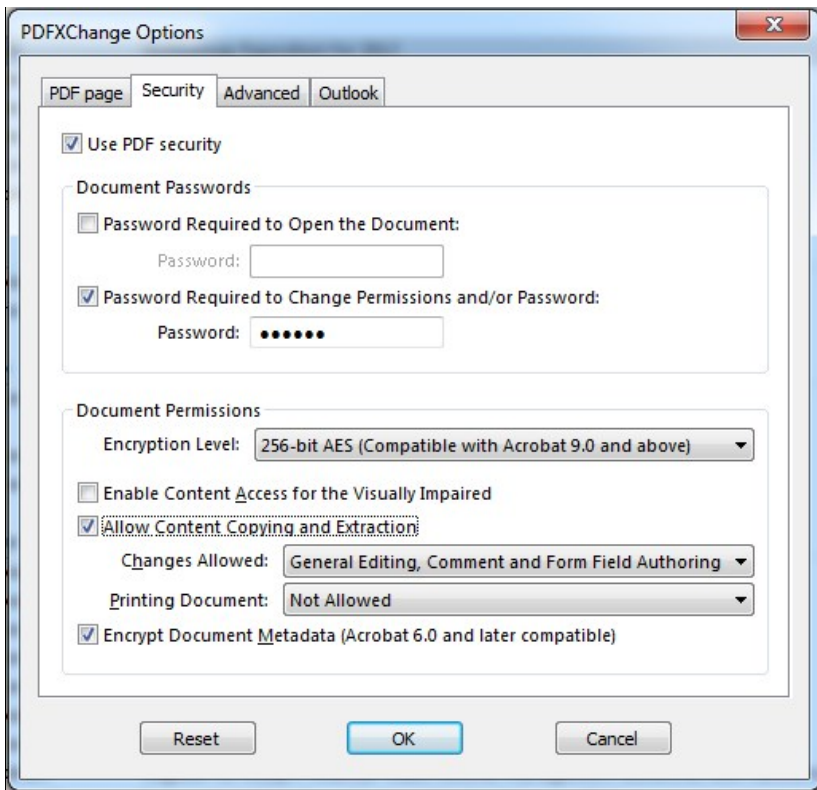 PDFXChange Options
PDF page Security Advanced Outlook
Use PDF security
Document Passwords
Password Required to Open the Document:
Password:
Password Required to Change Permissions and/or Password:
Password: ●●●●●●
Document Permissions
Encryption Level: 256-bit AES (Compatible with Acrobat 9.0 and above)
Enable Content Access for the Visually Impaired
Allow Content Copying and Extraction
Changes Allowed: General Editing, Comment and Form Field Authoring
Printing Document: Not Allowed
Encrypt Document Metadata (Acrobat 6.0 and later compatible)
Reset OK Cancel